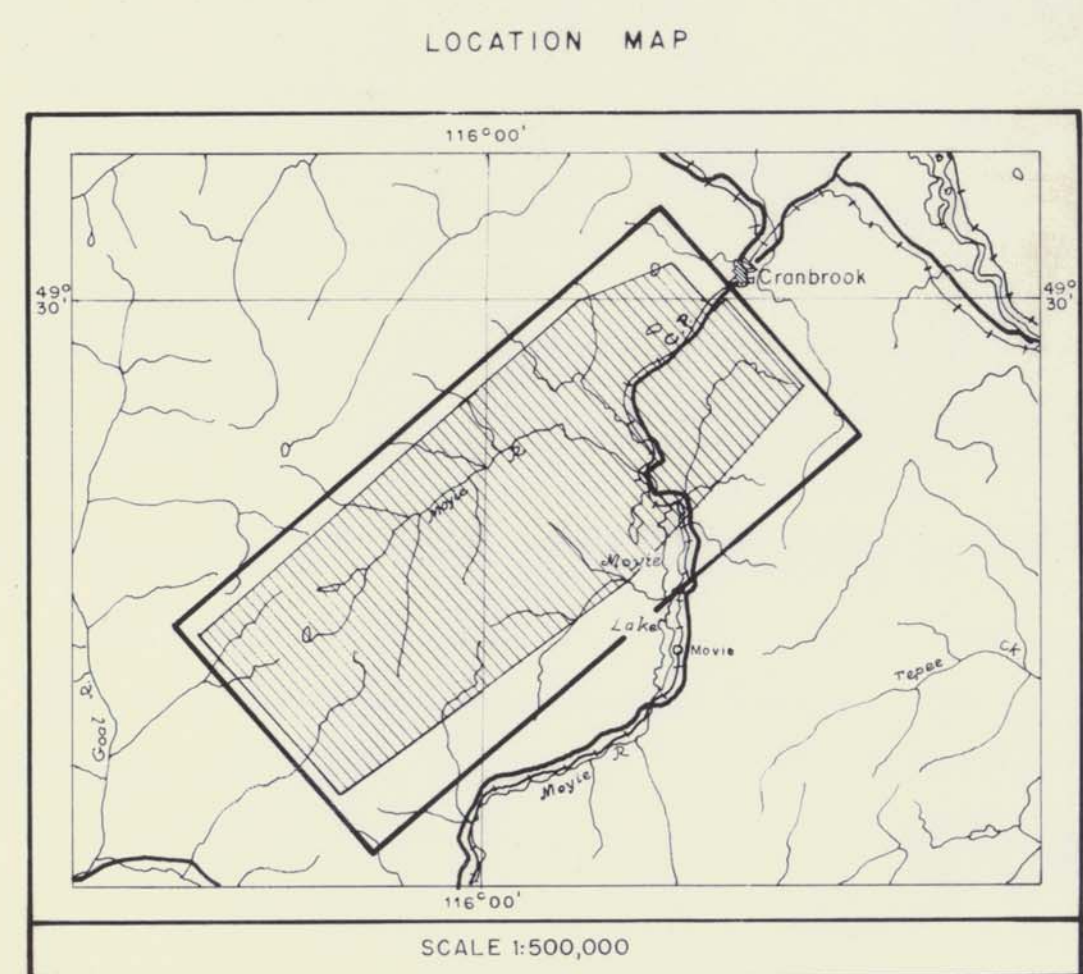 LOCATION MAP
116°00'
Cranbrook
49°
30'
49°
30'
C. P. R.
Moyie R
Moyie
Lake
Moyie
Tepee CK
Goat R.
Moyie R
116°00'
SCALE 1:500,000